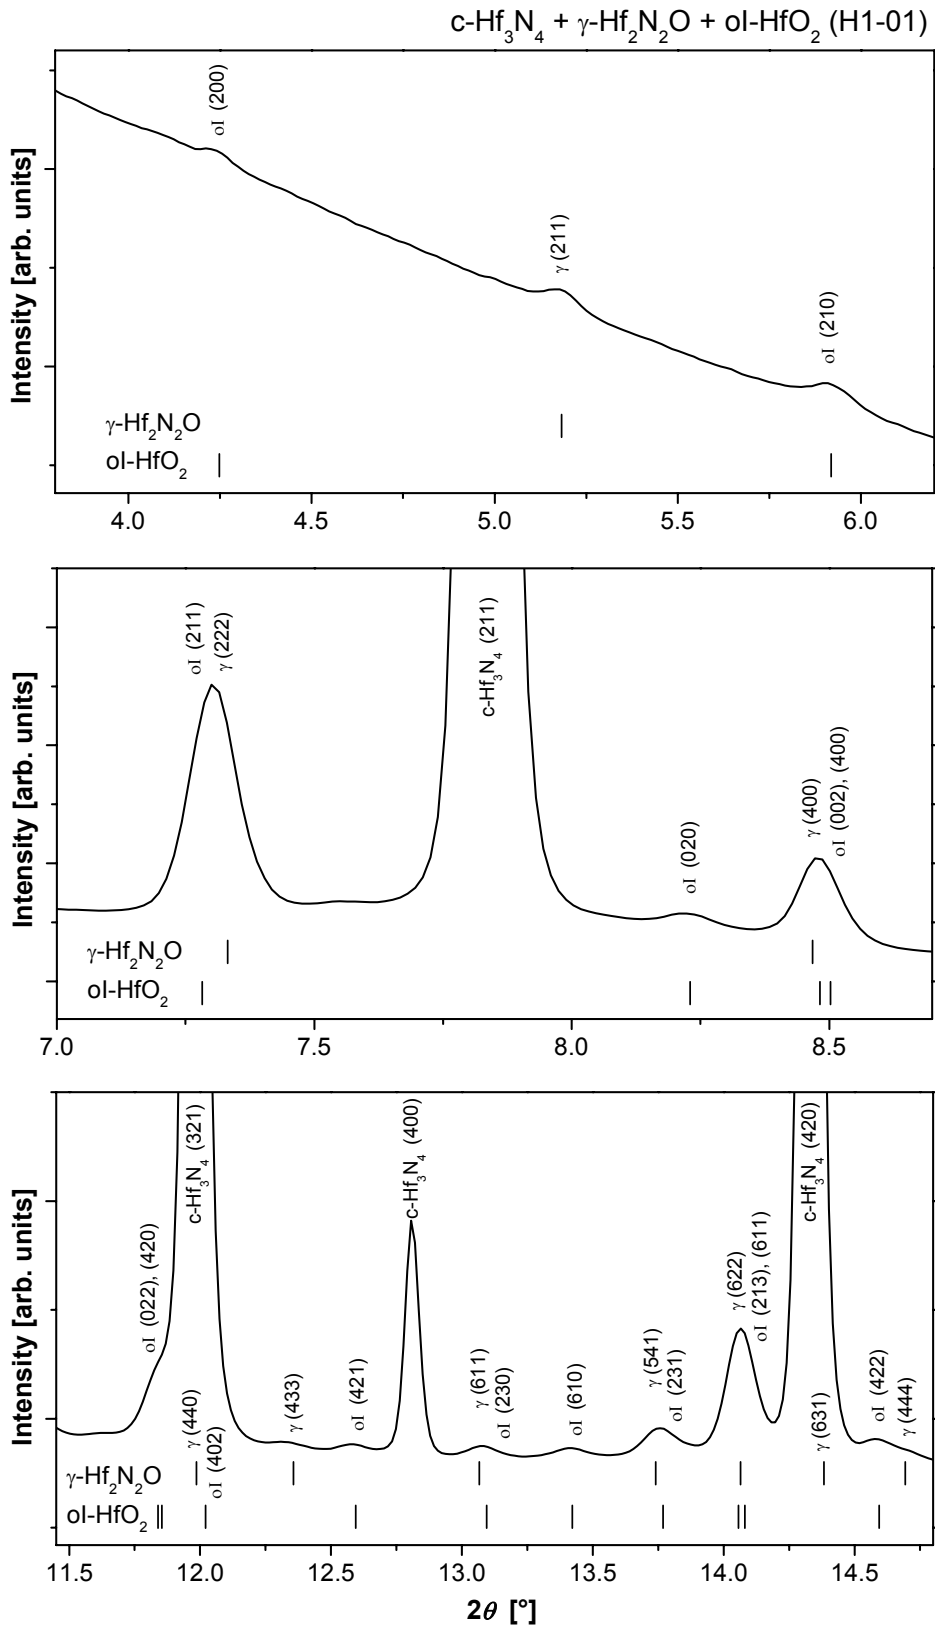 c-Hf3N4 + γ-Hf2N2O + oI-HfO2 (H1-01)
Intensity [arb. units]
oI (200)
γ (211)
oI (210)
γ-Hf2N2O
oI-HfO2
4.0 4.5 5.0 5.5 6.0
Intensity [arb. units]
oI (211)
γ (222)
c-Hf3N4 (211)
oI (020)
γ (400)
oI (002), (400)
γ-Hf2N2O
oI-HfO2
7.0 7.5 8.0 8.5
Intensity [arb. units]
oI (022), (420)
c-Hf3N4 (321)
γ (440)
oI (402)
γ (433)
oI (421)
c-Hf3N4 (400)
γ (611)
oI (230)
oI (610)
γ (541)
oI (231)
γ (622)
oI (213), (611)
c-Hf3N4 (420)
γ (631)
oI (422)
γ (444)
γ-Hf2N2O
oI-HfO2
11.5 12.0 12.5 13.0 13.5 14.0 14.5
2θ [°]